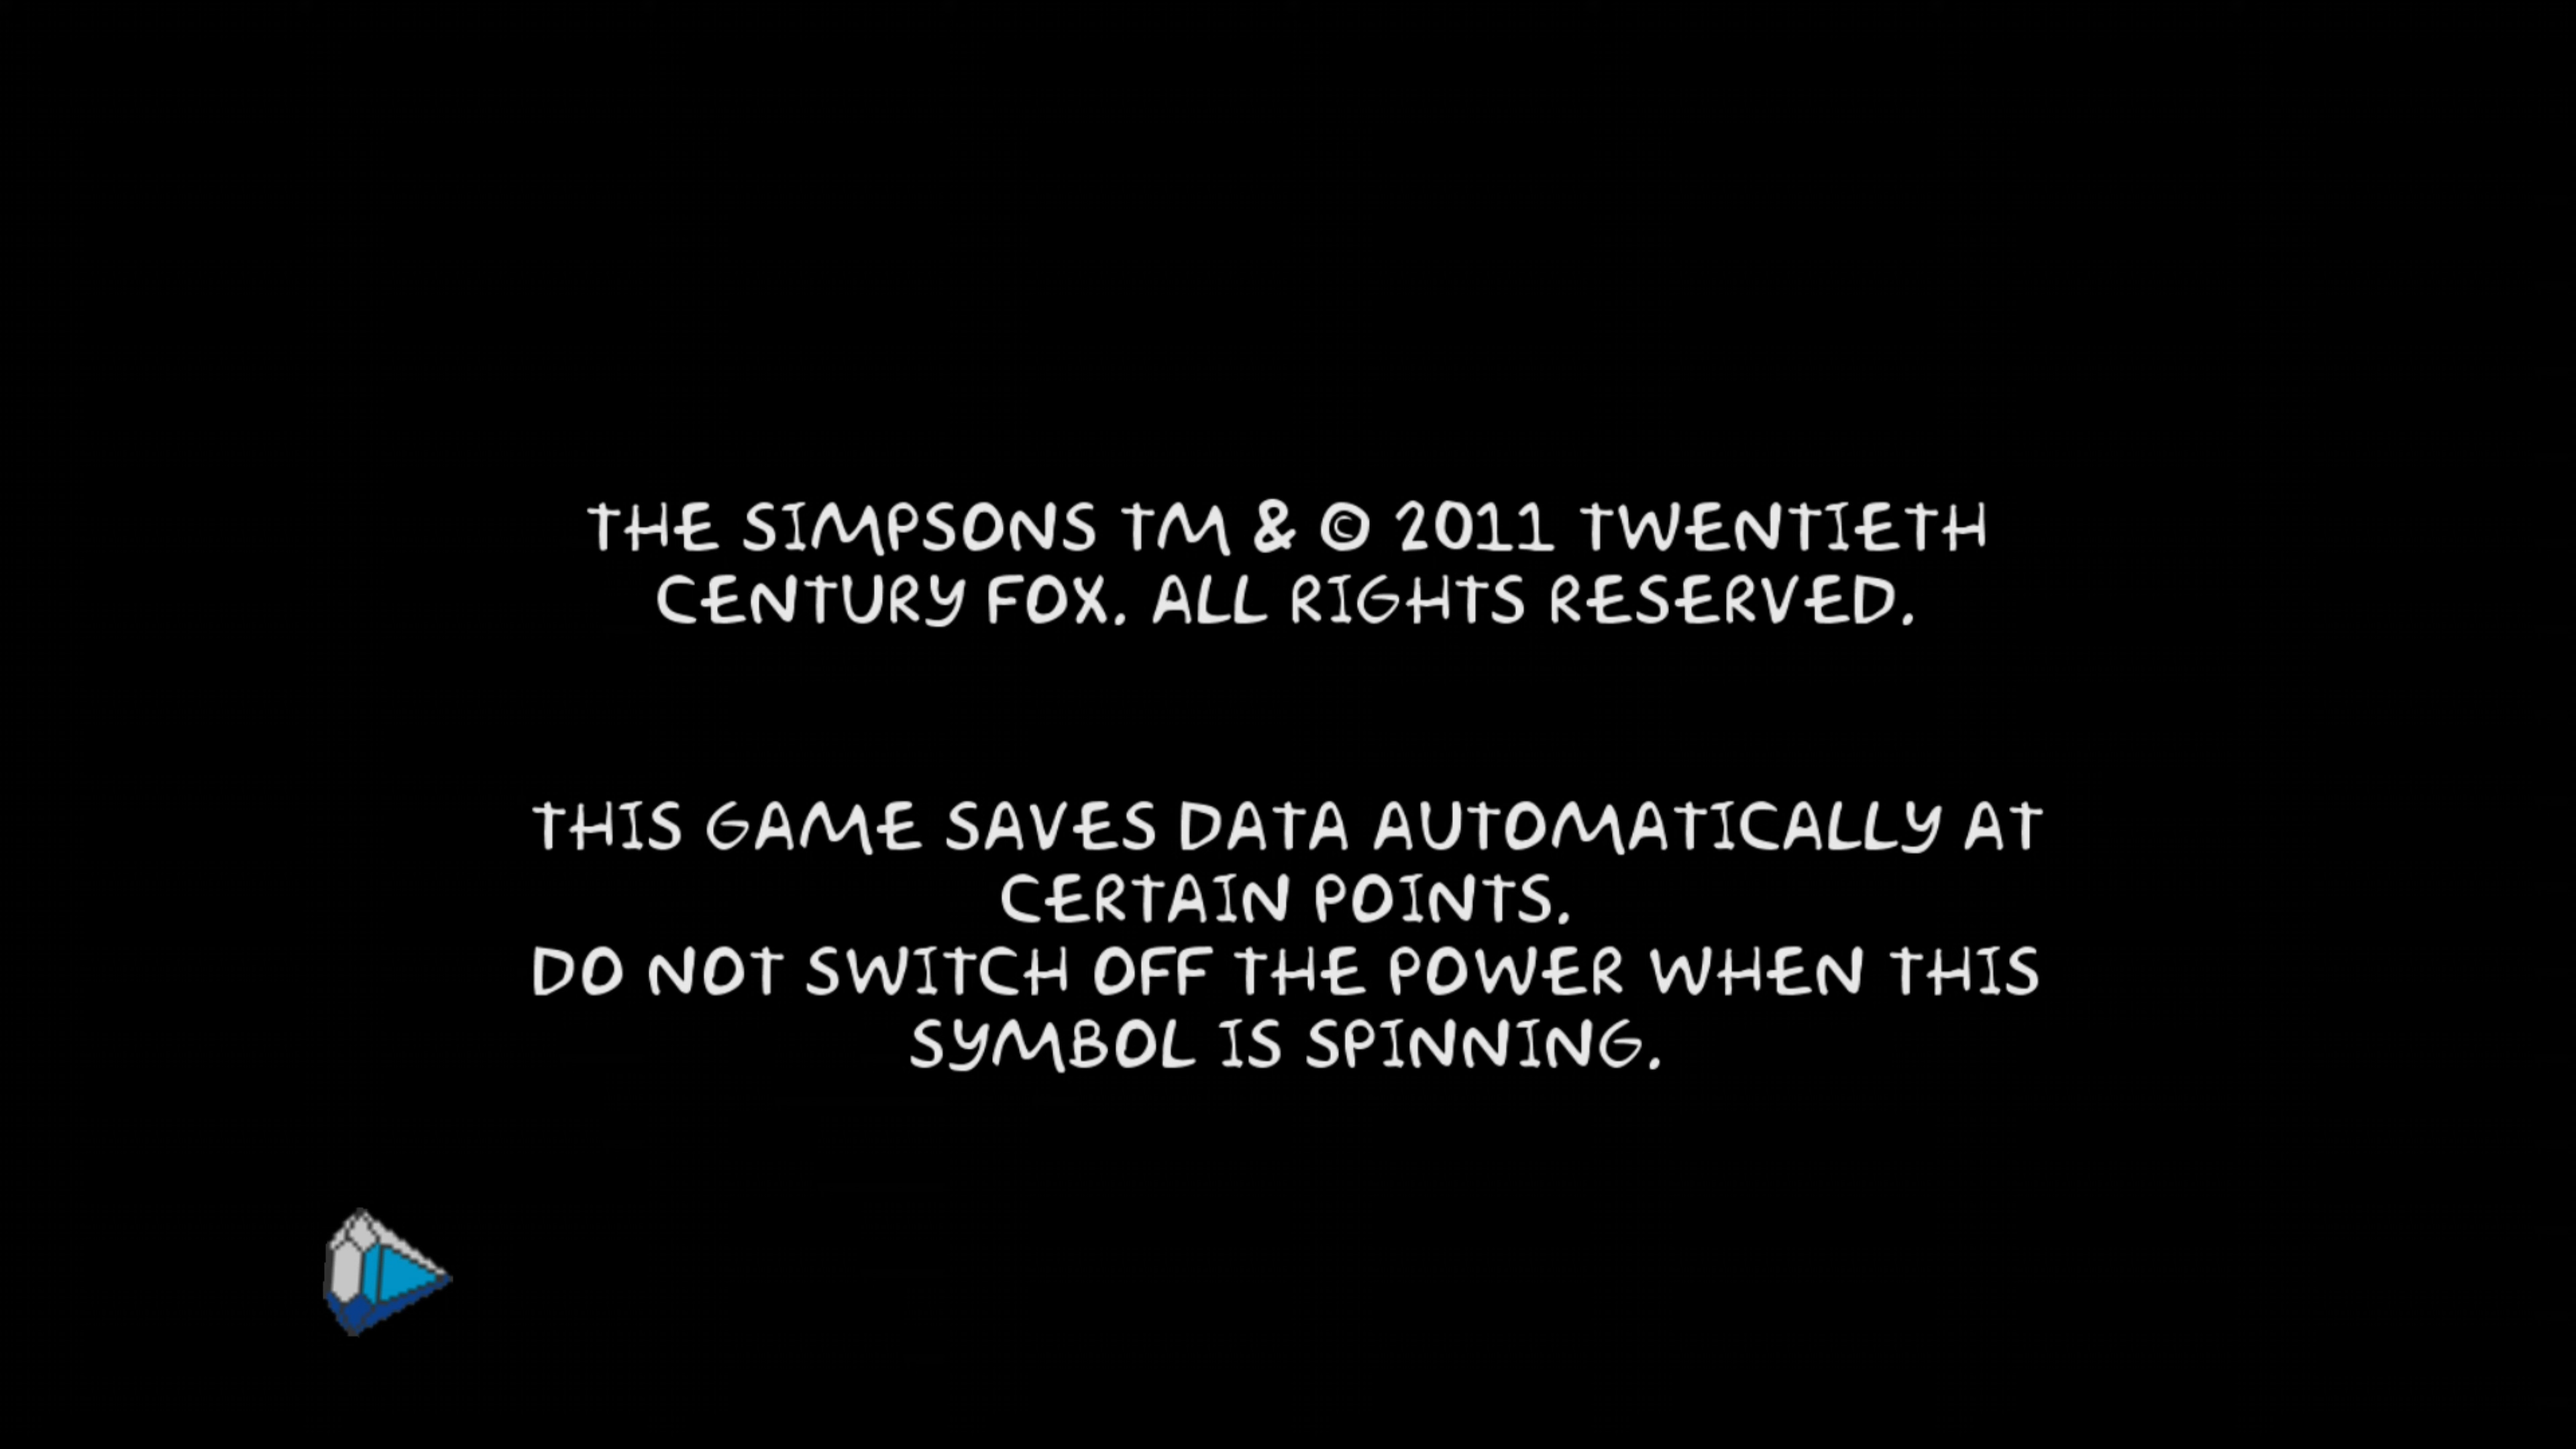 THE SIMPSONS TM & © 2011 TWENTIETH
CENTURY FOX. ALL RIGHTS RESERVED.
THIS GAME SAVES DATA AUTOMATICALLY AT
CERTAIN POINTS.
DO NOT SWITCH OFF THE POWER WHEN THIS
SYMBOL IS SPINNING.